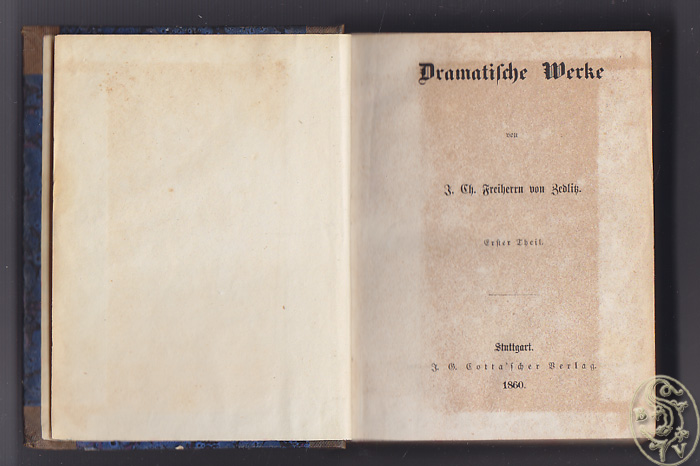 Dramatische Werke
von
J. Ch. Freiherrn von Zedlitz.
Erster Theil.
Stuttgart.
J. G. Cotta'scher Verlag.
1860.